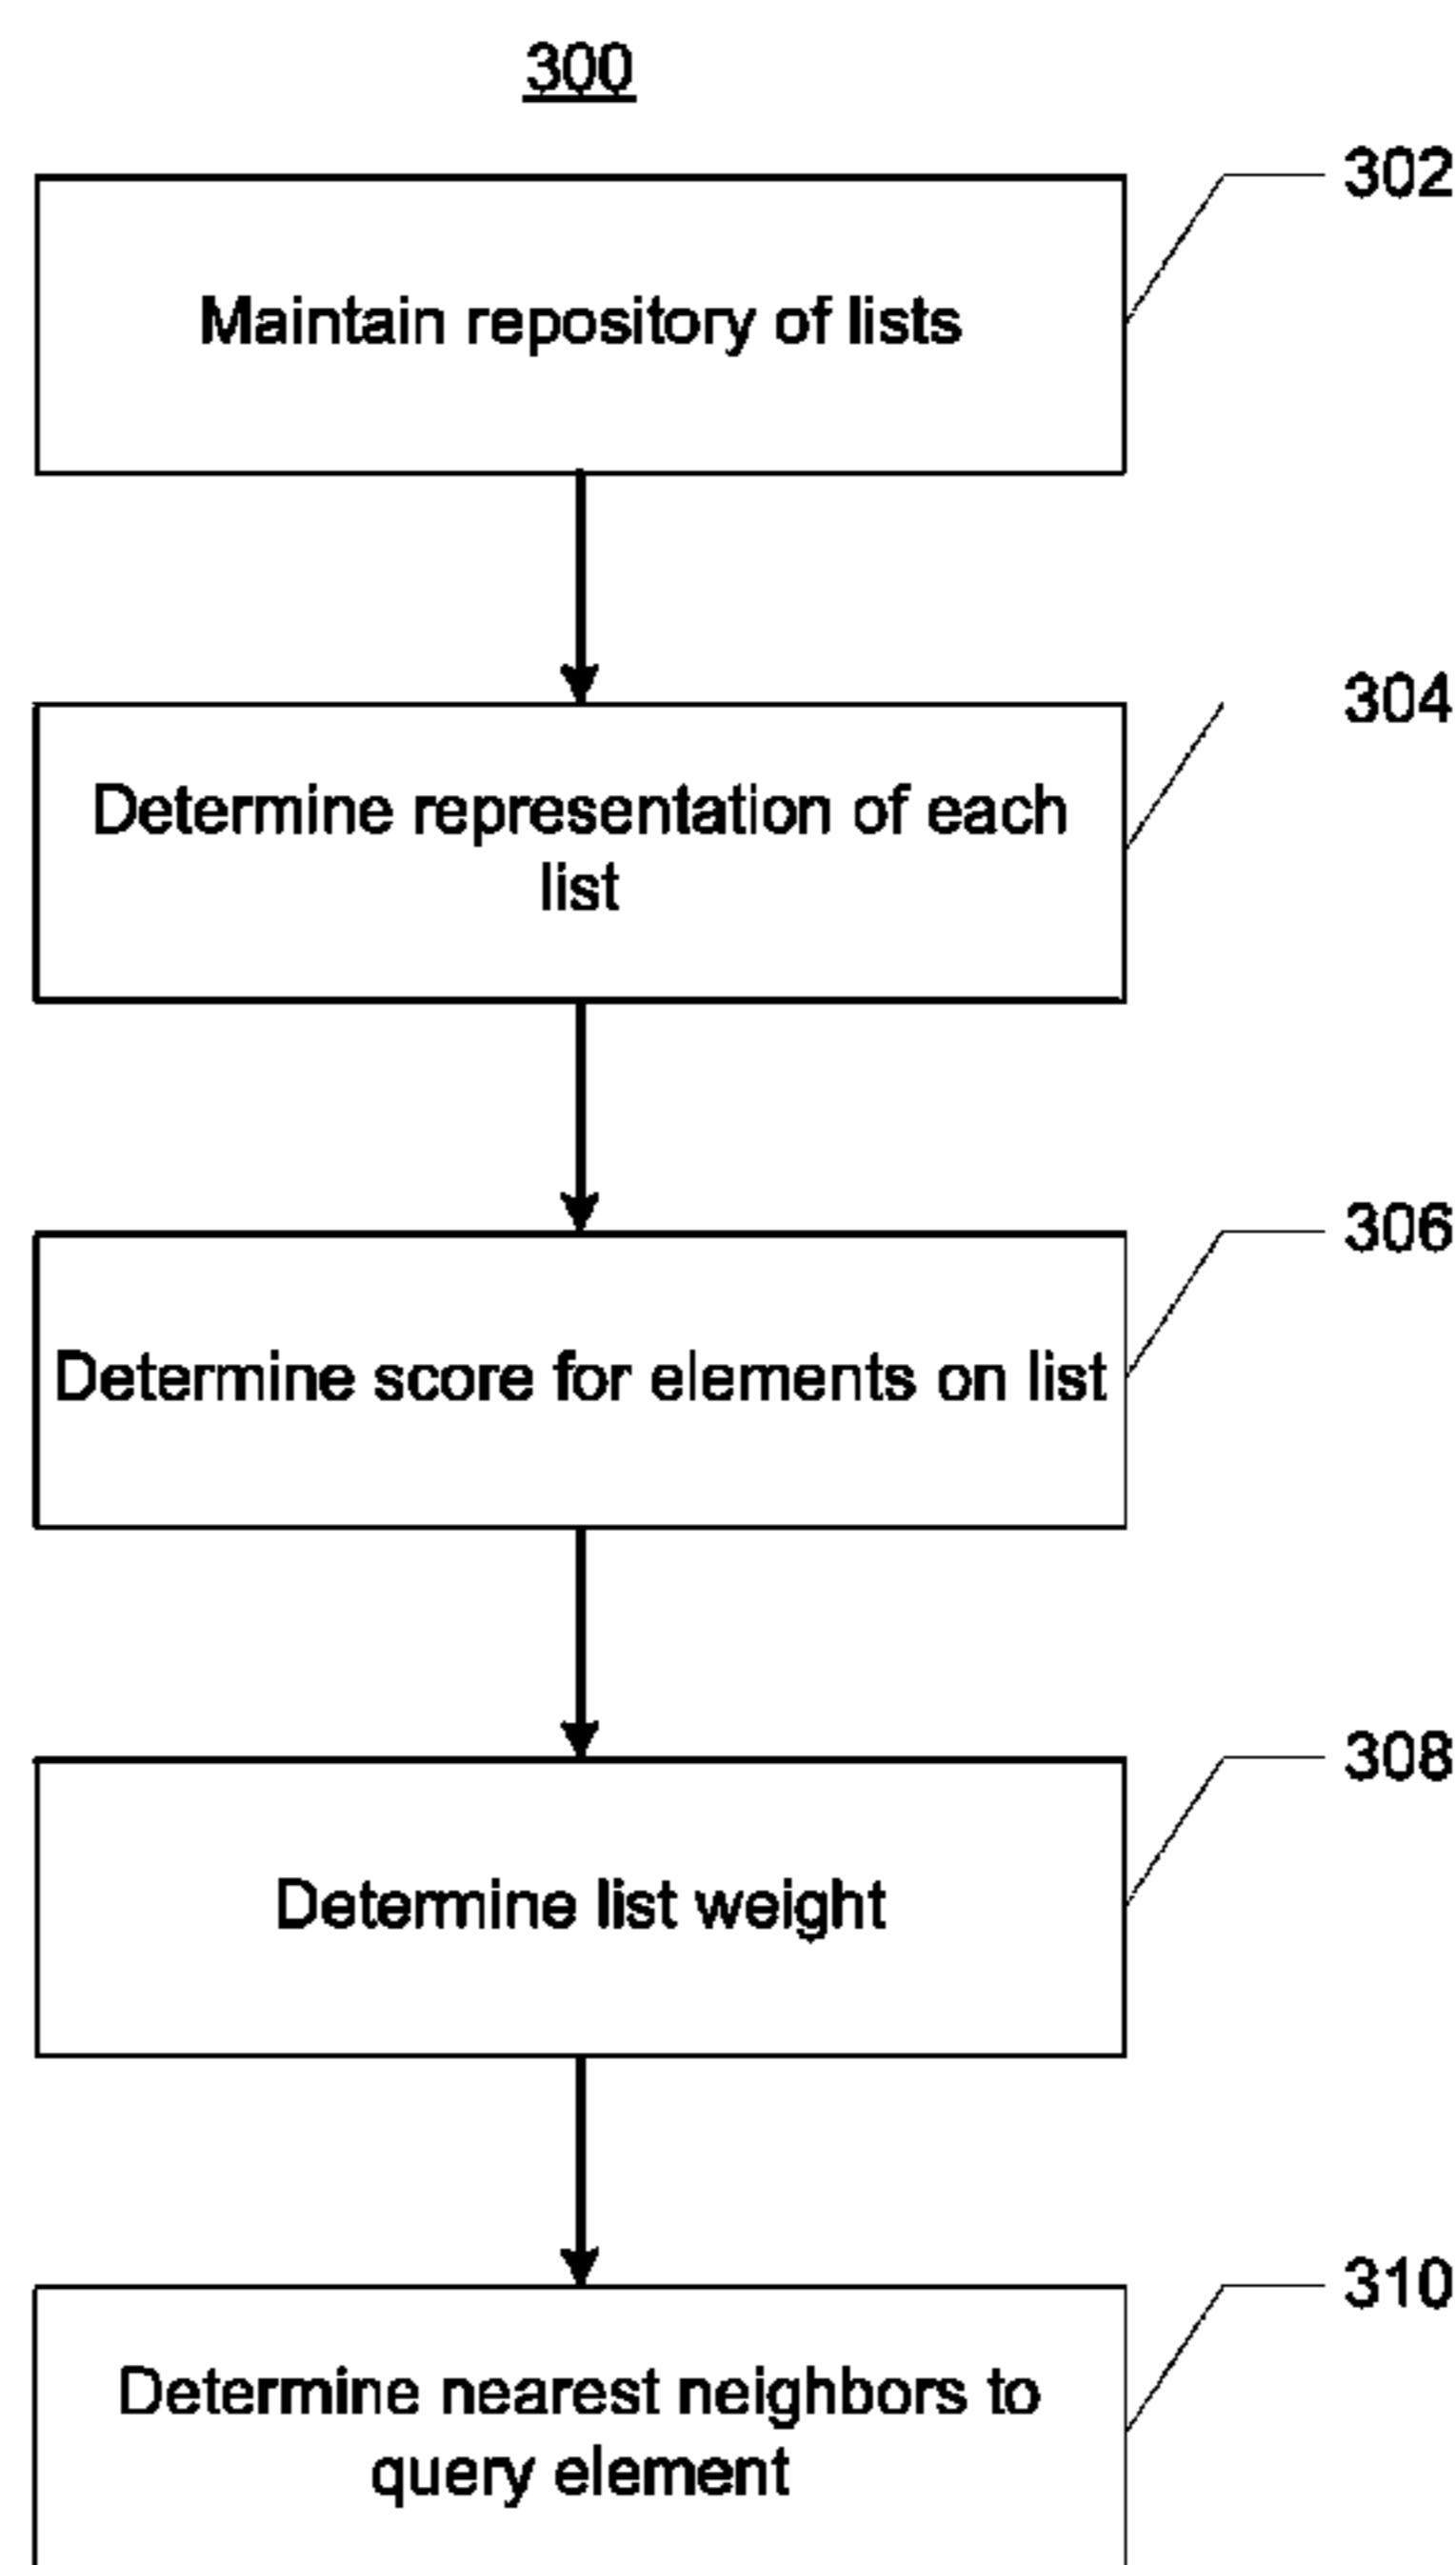 300
302
Maintain repository of lists
304
Determine representation of each
list
306
Determine score for elements on list
308
Determine list weight
310
Determine nearest neighbors to
query element